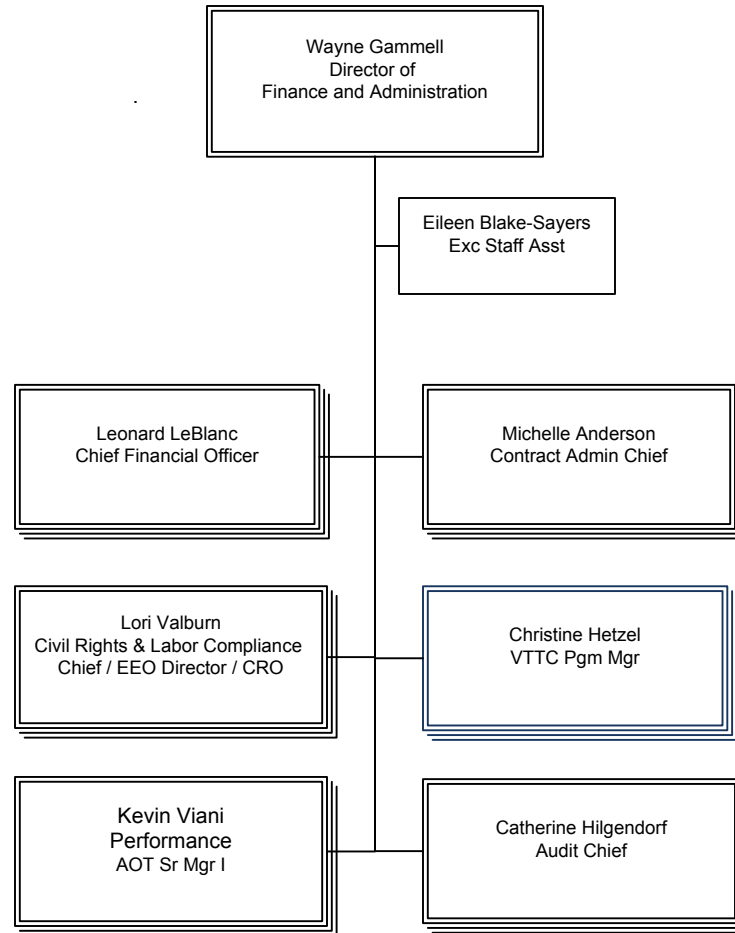 Wayne Gammell
Director of
Finance and Administration
.
Eileen Blake-Sayers
Exc Staff Asst
Leonard LeBlanc
Chief Financial Officer
Michelle Anderson
Contract Admin Chief
Lori Valburn
Civil Rights & Labor Compliance
Chief / EEO Director / CRO
Christine Hetzel
VTTC Pgm Mgr
Kevin Viani
Performance
AOT Sr Mgr I
Catherine Hilgendorf
Audit Chief